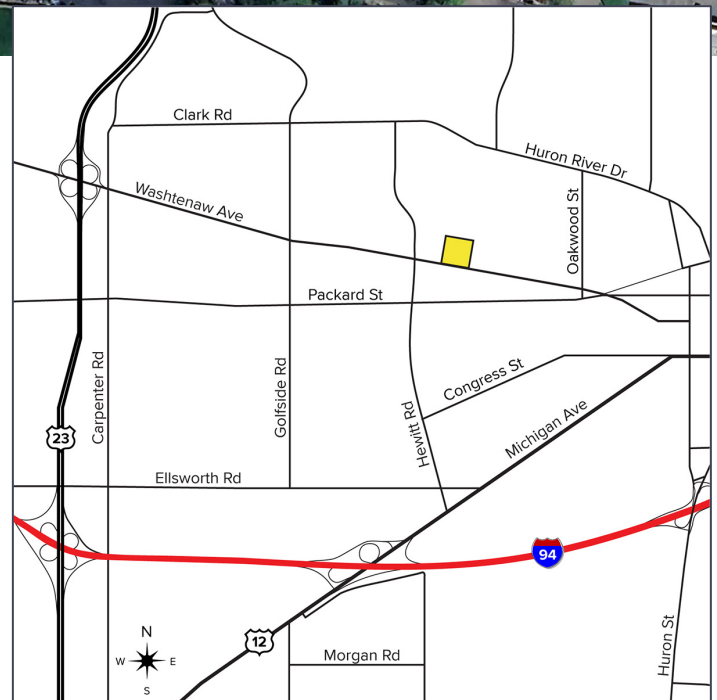 Clark Rd
Huron River Dr
Washtenaw Ave
Oakwood St
Packard St
Carpenter Rd
Golfside Rd
Congress St
Hewitt Rd
Michigan Ave
23
Ellsworth Rd
94
12
N
W E
S
Morgan Rd
Huron St